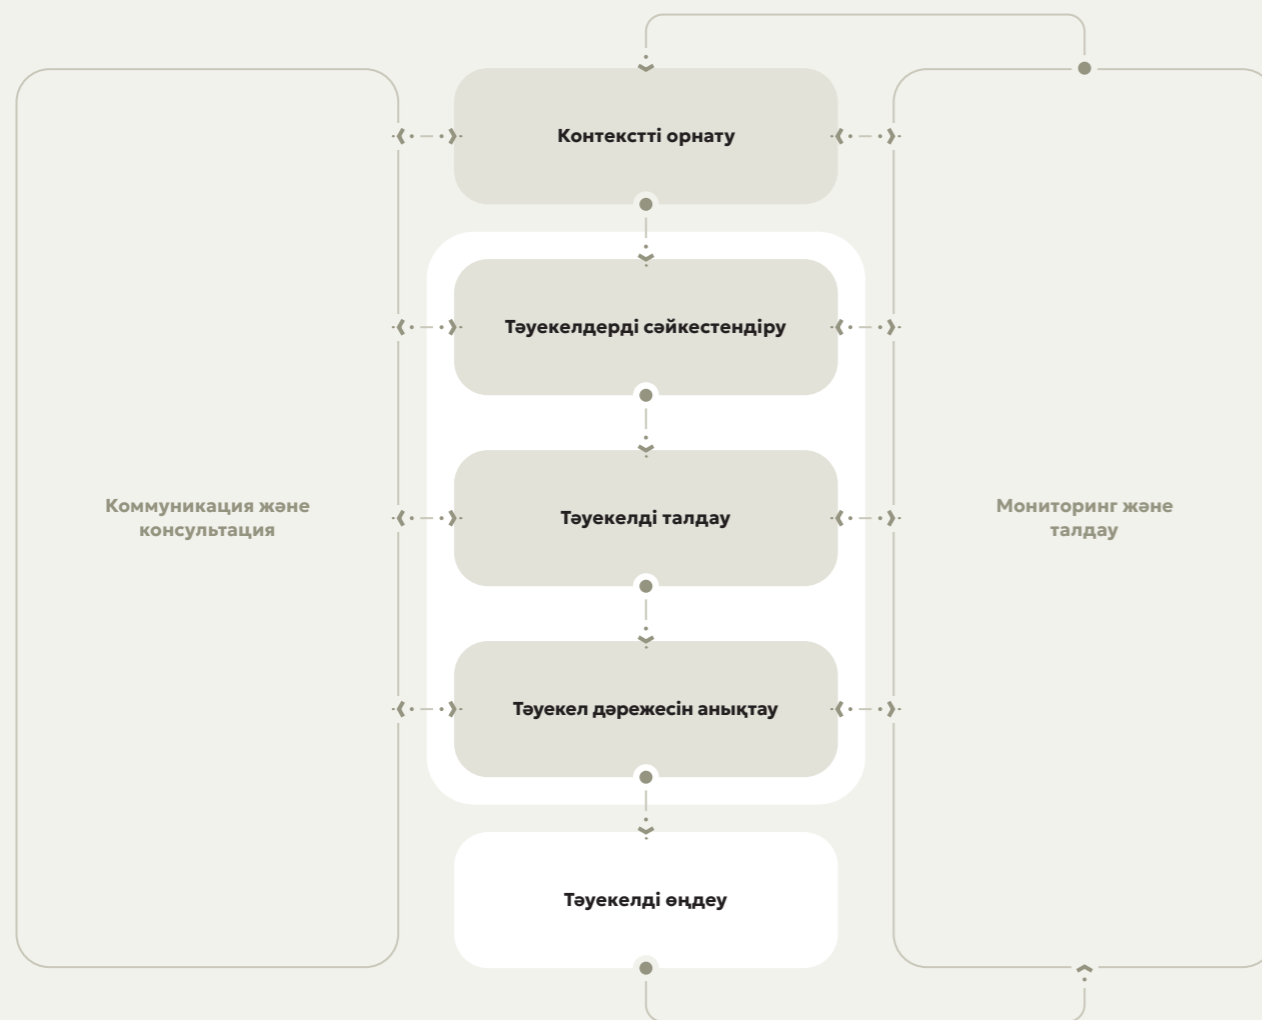 Контекстті орнату
Тәуекелдерді сәйкестендіру
Коммуникация және
консультация
Тәуекелді талдау
Мониторинг және
талдау
Тәуекел дәрежесін анықтау
Тәуекелді өңдеу